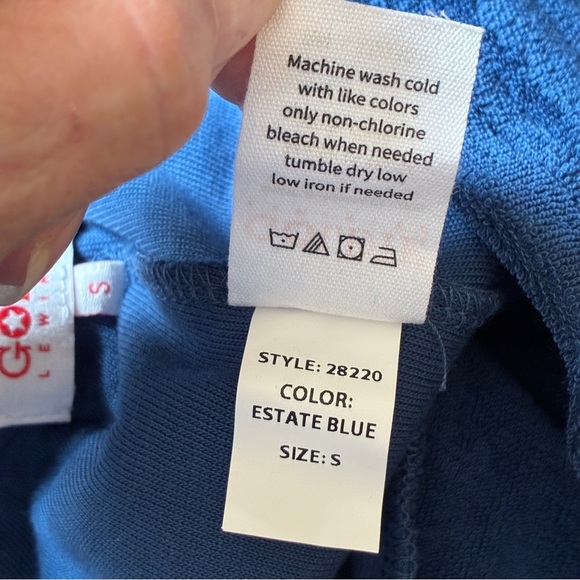 Machine wash cold
with like colors
only non-chlorine
bleach when needed
tumble dry low
low iron if needed
STYLE: 28220
COLOR:
ESTATE BLUE
SIZE: S
S